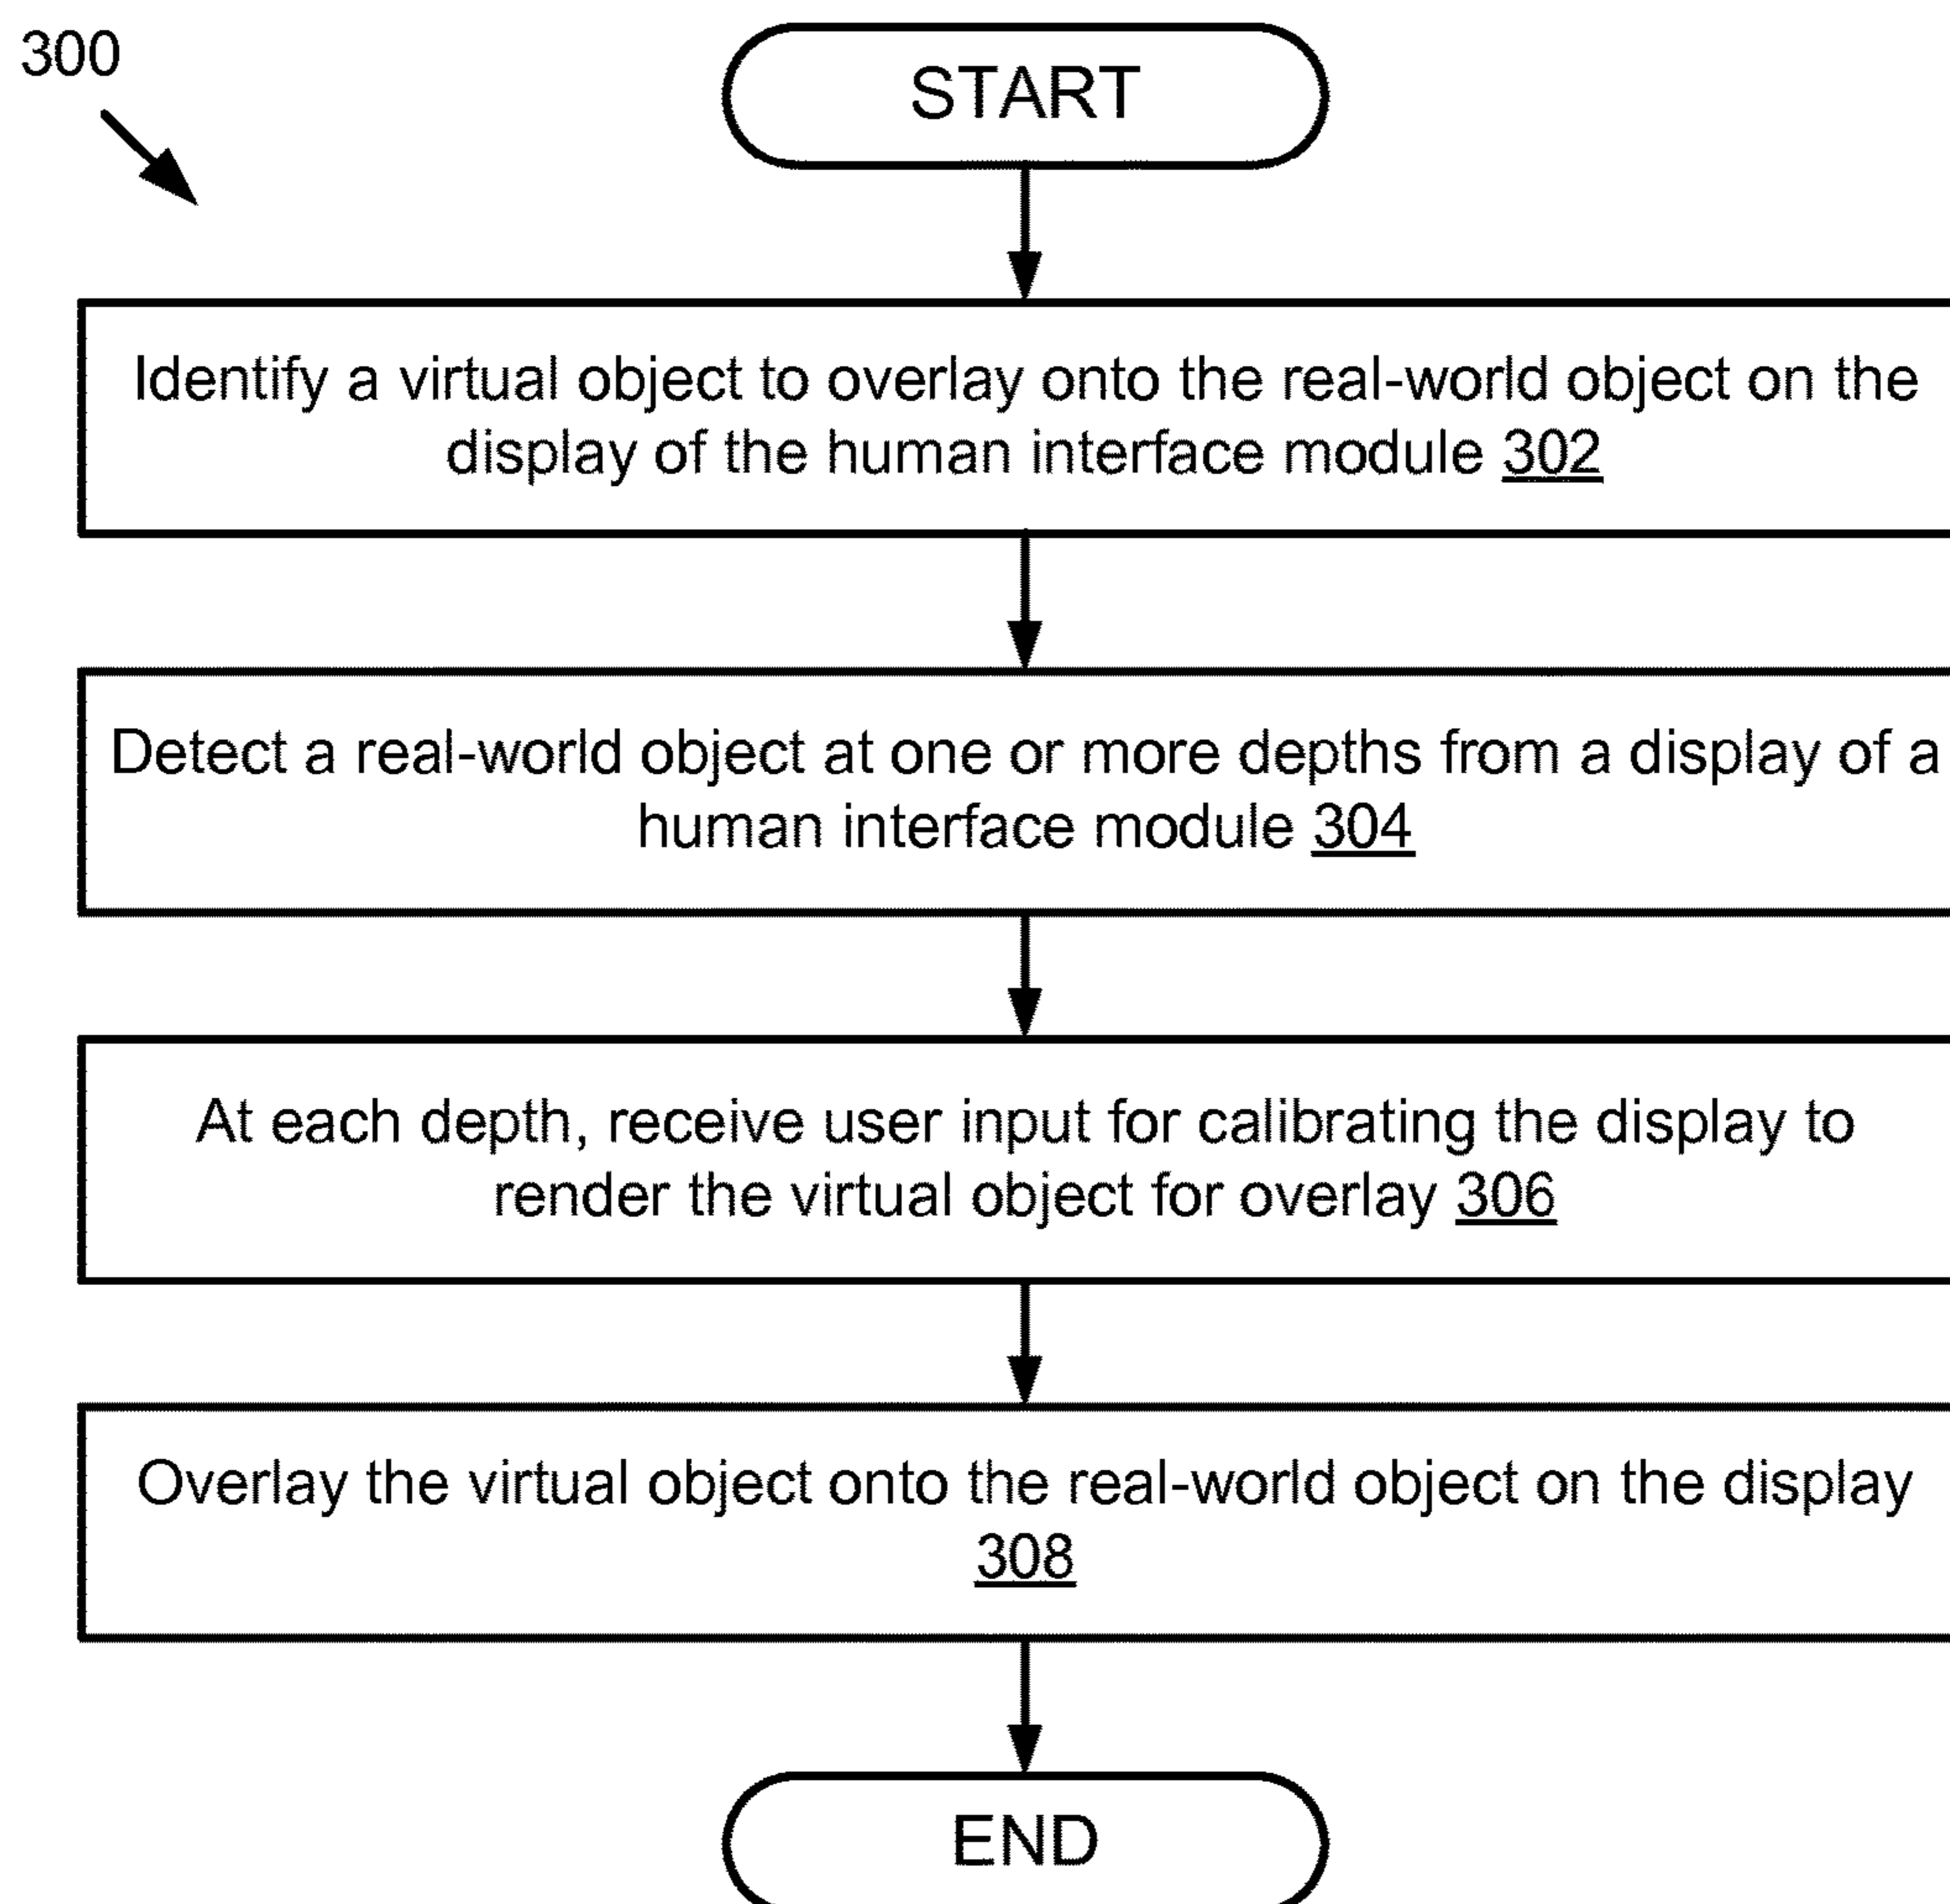 300
START
Identify a virtual object to overlay onto the real-world object on the
display of the human interface module 302
Detect a real-world object at one or more depths from a display of a
human interface module 304
At each depth, receive user input for calibrating the display to
render the virtual object for overlay 306
Overlay the virtual object onto the real-world object on the display
308
END